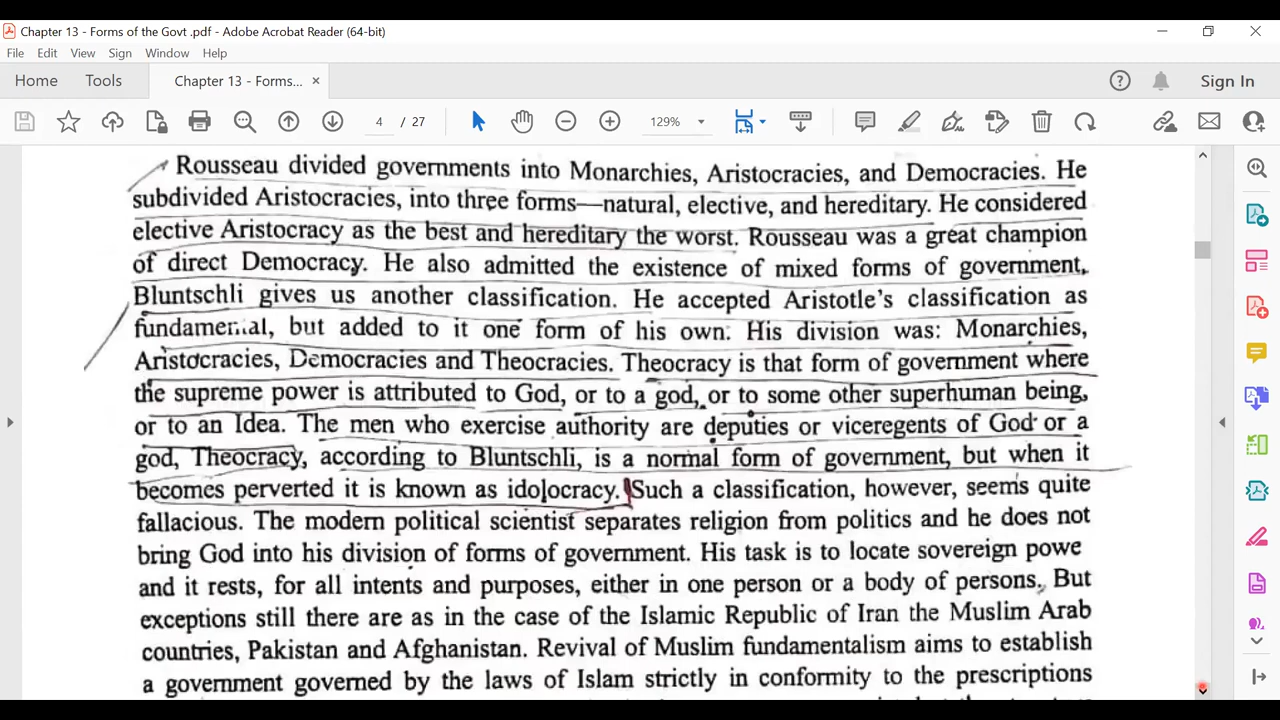 Chapter 13 - Forms of the Govt .pdf - Adobe Acrobat Reader (64-bit)
File Edit View Sign Window Help
Home Tools Chapter 13 - Forms... × Sign In
4 / 27 129%
Rousseau divided governments into Monarchies, Aristocracies, and Democracies. He
subdivided Aristocracies, into three forms—natural, elective, and hereditary. He considered
elective Aristocracy as the best and hereditary the worst. Rousseau was a great champion
of direct Democracy. He also admitted the existence of mixed forms of government,
Bluntschli gives us another classification. He accepted Aristotle's classification as
fundamental, but added to it one form of his own: His division was: Monarchies,
Aristocracies, Democracies and Theocracies. Theocracy is that form of government where
the supreme power is attributed to God, or to a god, or to some other superhuman being,
or to an Idea. The men who exercise authority are deputies or viceregents of God or a
god, Theocracy, according to Bluntschli, is a normal form of government, but when it
becomes perverted it is known as idolocracy. Such a classification, however, seems quite
fallacious. The modern political scientist separates religion from politics and he does not
bring God into his division of forms of government. His task is to locate sovereign powe
and it rests, for all intents and purposes, either in one person or a body of persons. But
exceptions still there are as in the case of the Islamic Republic of Iran the Muslim Arab
countries, Pakistan and Afghanistan. Revival of Muslim fundamentalism aims to establish
a government governed by the laws of Islam strictly in conformity to the prescriptions